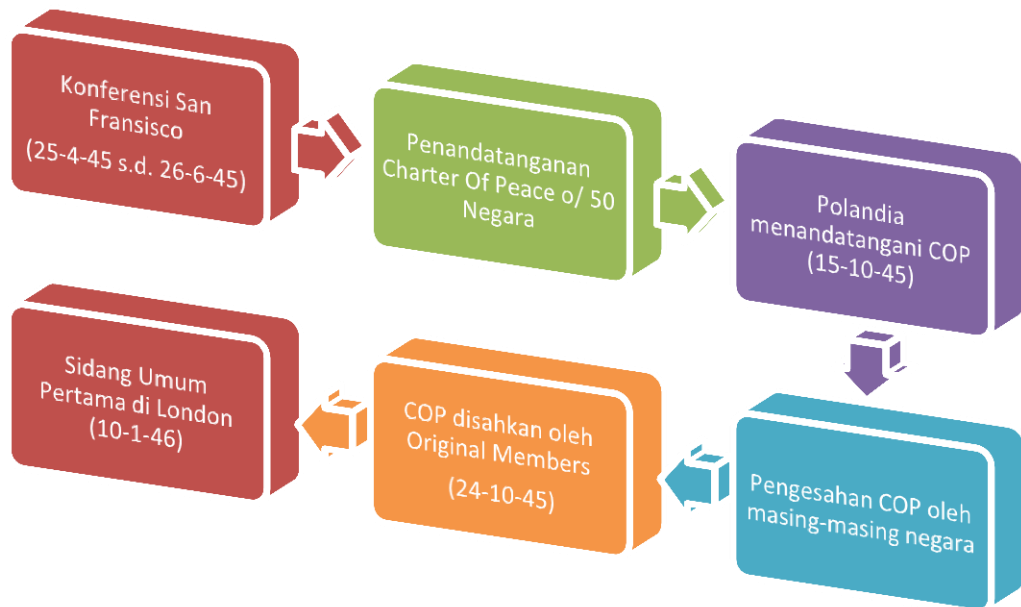 Konferensi San
Fransisco
(25-4-45 s.d. 26-6-45)
Penandatanganan
Charter Of Peace o/ 50
Negara
Polandia
menandatangani COP
(15-10-45)
Pengesahan COP oleh
masing-masing negara
COP disahkan oleh
Original Members
(24-10-45)
Sidang Umum
Pertama di London
(10-1-46)